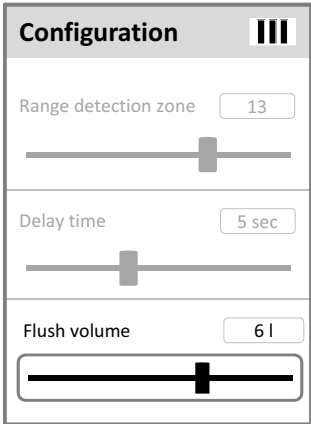 Configuration
Range detection zone 13
Delay time 5 sec
Flush volume 6 l